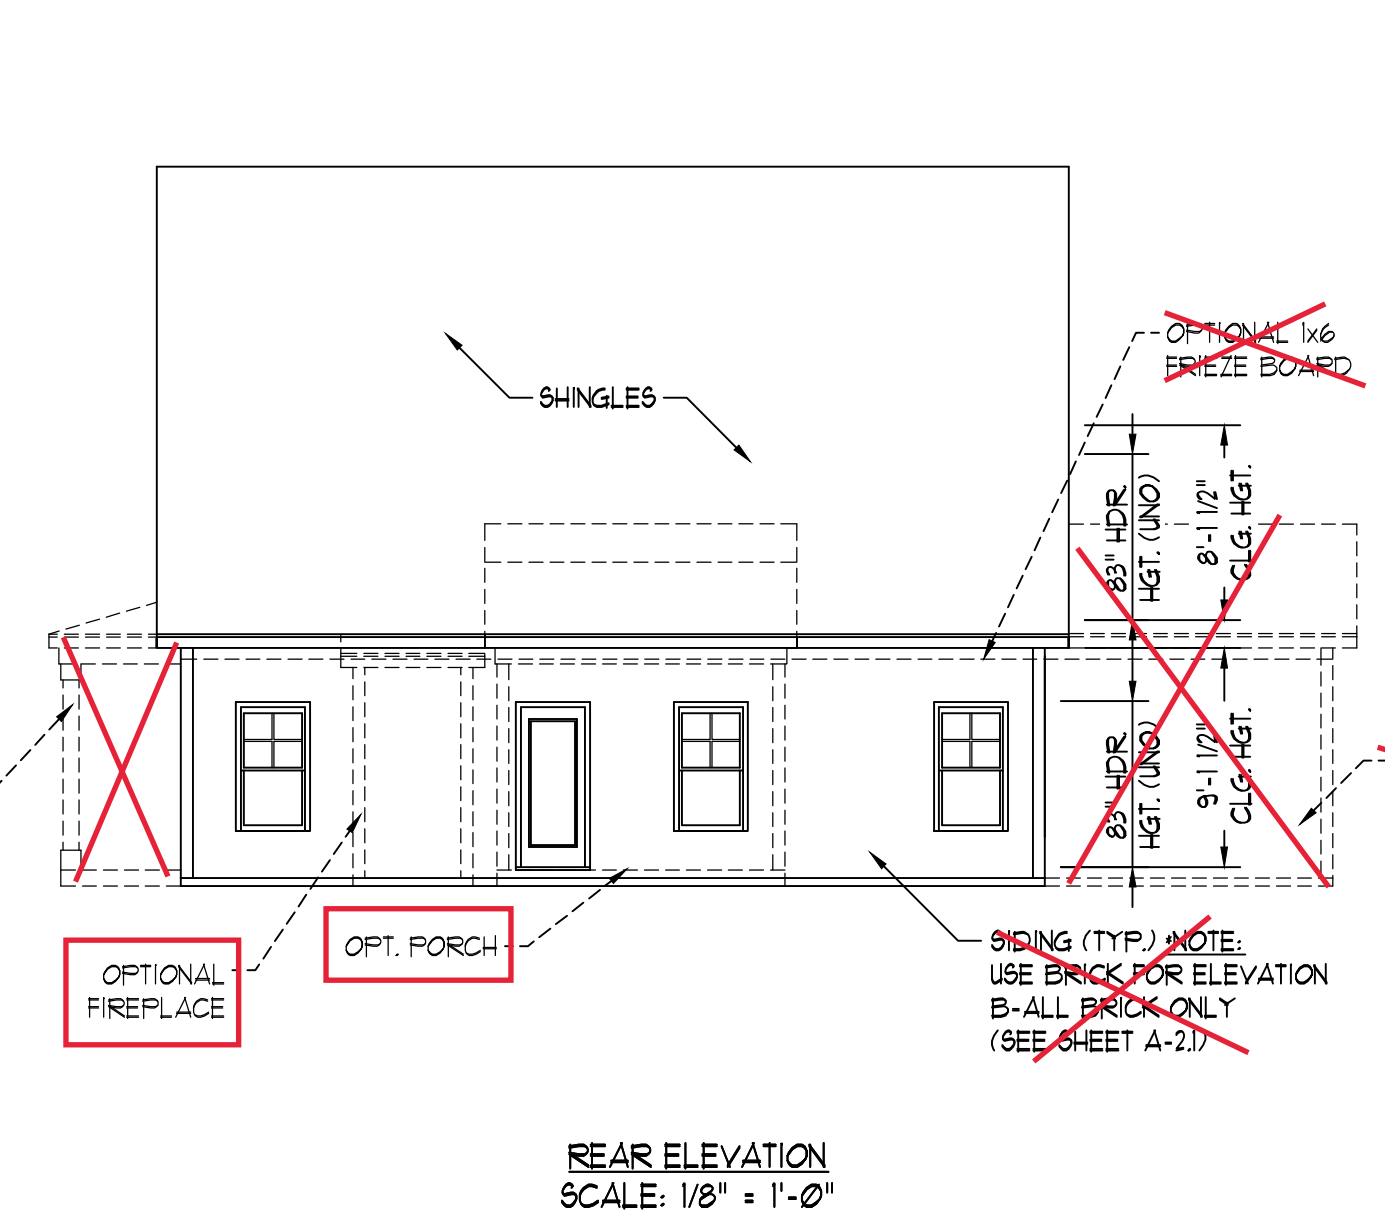 OPTIONAL 1x6
FRIEZE BOARD
SHINGLES
83" HDR.
HGT. (UNO)
8'-1 1/2"
CLG. HGT.
83" HDR.
HGT. (UNO)
9'-1 1/2"
CLG. HGT.
OPT. PORCH
OPTIONAL
FIREPLACE
SIDING (TYP.) *NOTE:
USE BRICK FOR ELEVATION
B-ALL BRICK ONLY
(SEE SHEET A-2.1)
REAR ELEVATION
SCALE: 1/8" = 1'-0"